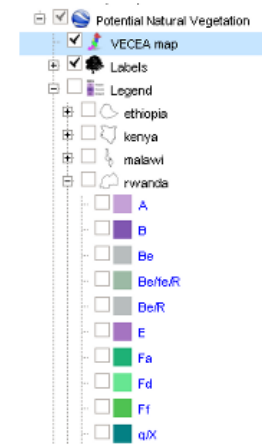 Potential Natural Vegetation
VECEA map
Labels
Legend
ethiopia
kenya
malawi
rwanda
A
B
Be
Be/fe/R
Be/R
E
Fa
Fd
Ff
g/X